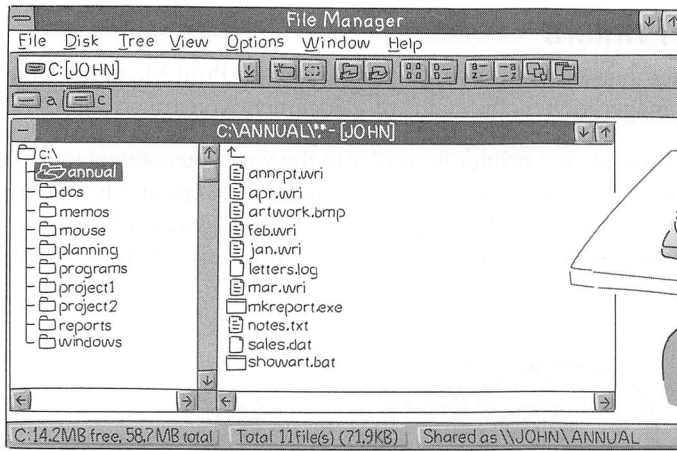 File Manager
File Disk Tree View Options Window Help
C:[JOHN]
a c
C:\ANNUAL\*.* - [JOHN]
C:\
annual
dos
memos
mouse
planning
programs
project1
project2
reports
windows
annrpt.wri
apr.wri
artwork.bmp
feb.wri
jan.wri
letters.log
mar.wri
mkreport.exe
notes.txt
sales.dat
showart.bat
C:14.2MB free, 58.7MB total Total 11 file(s) (71.9KB) Shared as \\JOHN\ANNUAL